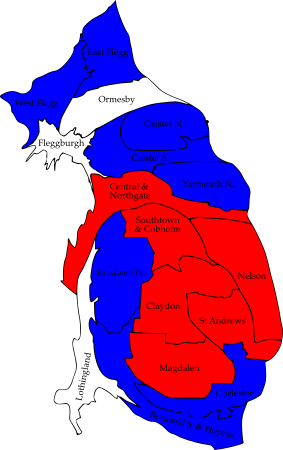 East Flegg
West Flegg
Ormesby
Caister N.
Fleggburgh
Caister S.
Yarmouth N.
Central &
Northgate
Southtown
& Cobholm
Bradwell N.
Nelson
Claydon
St Andrews
Magdalen
Lothingland
Gorleston
Bradwell S. & Hopton